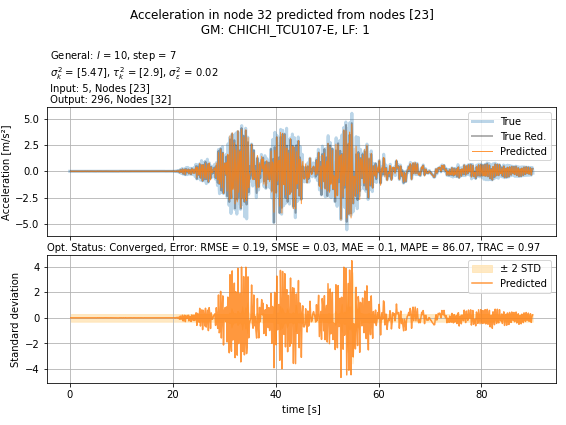 Acceleration in node 32 predicted from nodes [23]
GM: CHICHI_TCU107-E, LF: 1
General: l = 10, step = 7
σ²ₖ = [5.47], τ²ₖ = [2.9], σ²ε = 0.02
Input: 5, Nodes [23]
Output: 296, Nodes [32]
Acceleration [m/s²]
5.0
2.5
0.0
−2.5
−5.0
True
True Red.
Predicted
Opt. Status: Converged, Error: RMSE = 0.19, SMSE = 0.03, MAE = 0.1, MAPE = 86.07, TRAC = 0.97
Standard deviation
4
2
0
−2
−4
± 2 STD
Predicted
0 20 40 60 80
time [s]